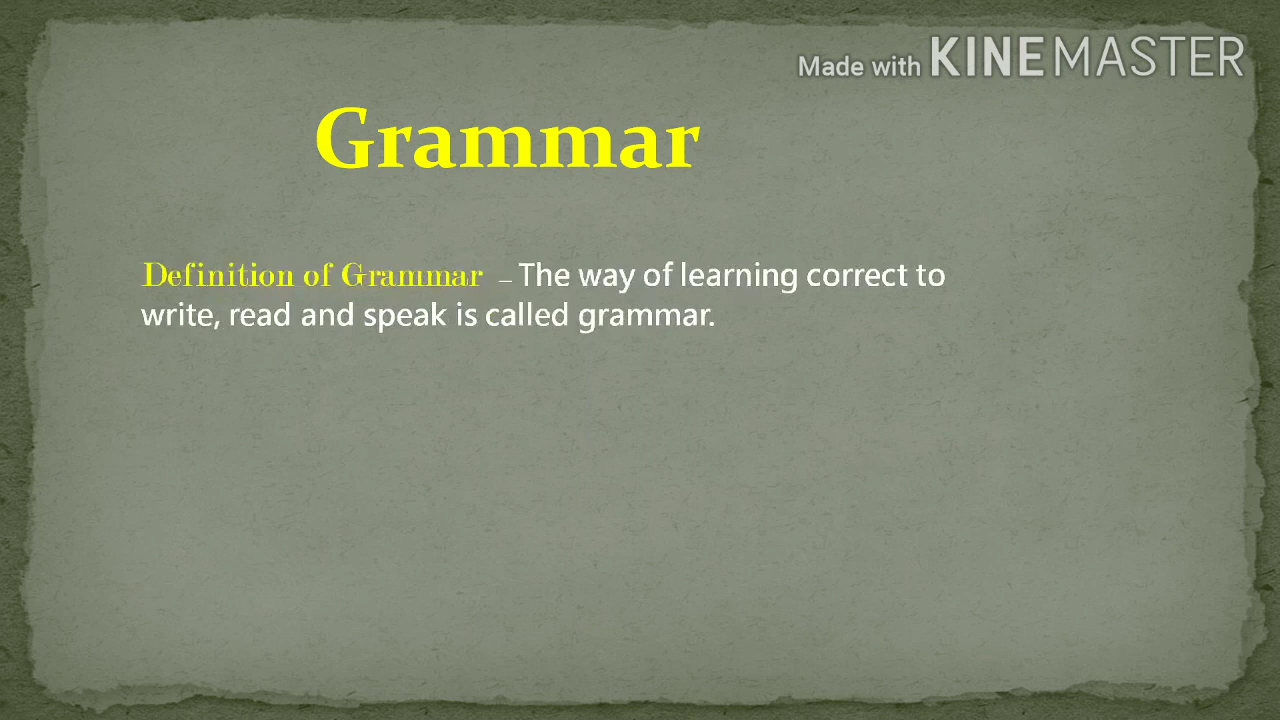 Made with KINEMASTER
Grammar
Definition of Grammar – The way of learning correct to
write, read and speak is called grammar.